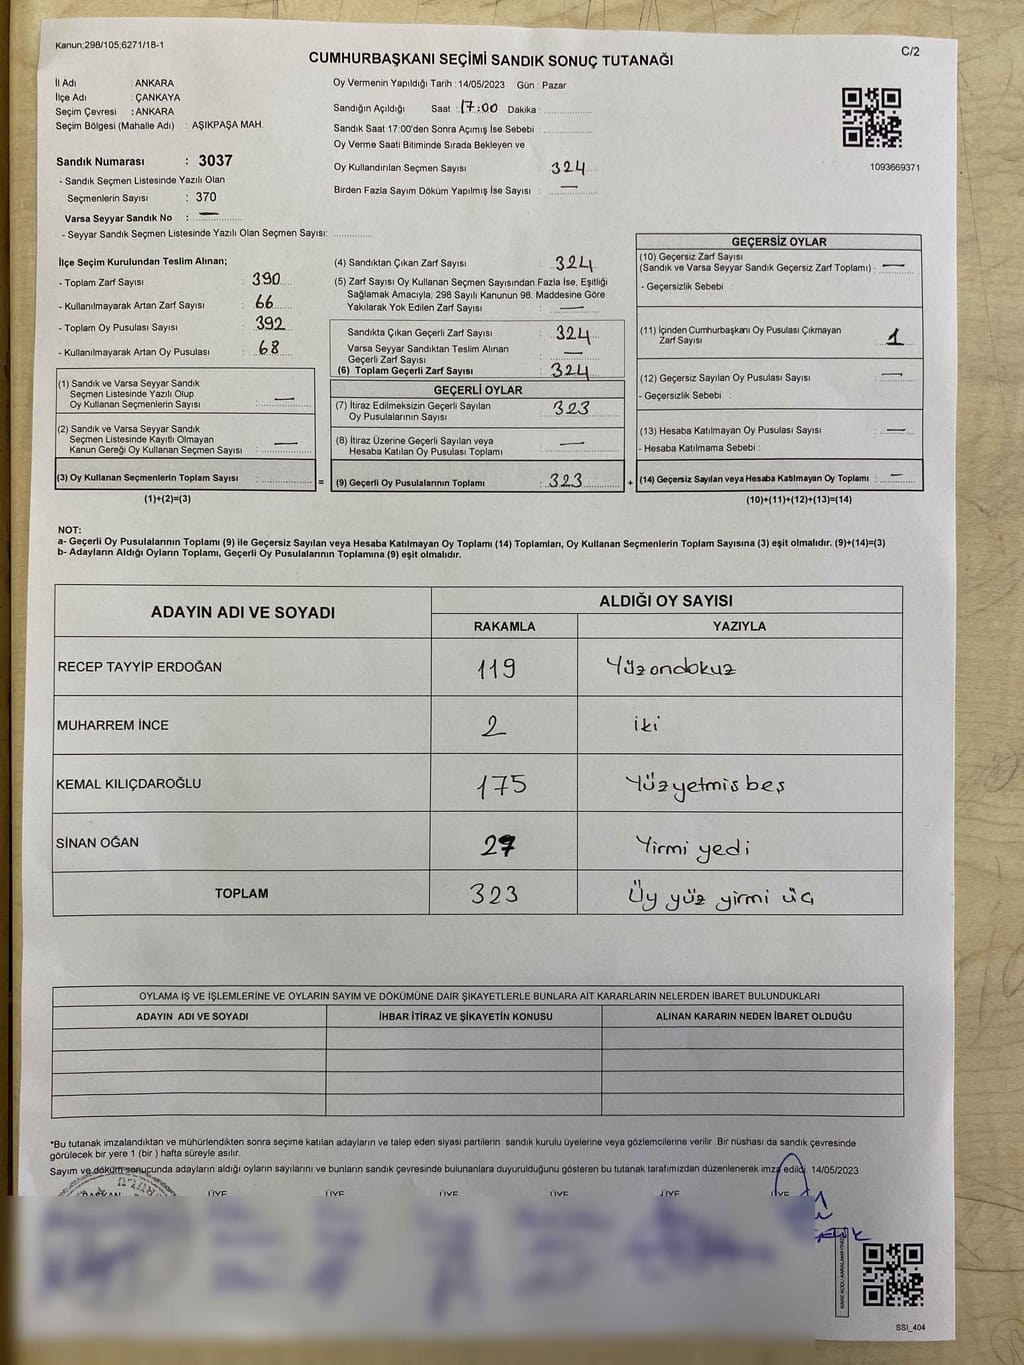 Kanun;298/105;6271/18-1
C/2
CUMHURBAŞKANI SEÇİMİ SANDIK SONUÇ TUTANAĞI
İl Adı : ANKARA
İlçe Adı : ÇANKAYA
Seçim Çevresi : ANKARA
Seçim Bölgesi (Mahalle Adı) : AŞIKPAŞA MAH.
Sandık Numarası : 3037
- Sandık Seçmen Listesinde Yazılı Olan
Seçmenlerin Sayısı : 370
Varsa Seyyar Sandık No : —
- Seyyar Sandık Seçmen Listesinde Yazılı Olan Seçmen Sayısı: ..............
Oy Vermenin Yapıldığı Tarih : 14/05/2023 Gün : Pazar
Sandığın Açıldığı Saat : 17:00 Dakika : ..............
Sandık Saat 17:00'den Sonra Açımış İse Sebebi : ..............
Oy Verme Saati Bitiminde Sırada Bekleyen ve
Oy Kullandırılan Seçmen Sayısı : 324
Birden Fazla Sayım Döküm Yapılmış İse Sayısı : —
1093669371
İlçe Seçim Kurulundan Teslim Alınan;
- Toplam Zarf Sayısı : 390
- Kullanılmayarak Artan Zarf Sayısı : 66
- Toplam Oy Pusulası Sayısı : 392
- Kullanılmayarak Artan Oy Pusulası : 68
(1) Sandık ve Varsa Seyyar Sandık
Seçmen Listesinde Yazılı Olup
Oy Kullanan Seçmenlerin Sayısı : —
(2) Sandık ve Varsa Seyyar Sandık
Seçmen Listesinde Kayıtlı Olmayan
Kanun Gereği Oy Kullanan Seçmen Sayısı : —
(3) Oy Kullanan Seçmenlerin Toplam Sayısı : .............. =
(1)+(2)=(3)
(4) Sandıktan Çıkan Zarf Sayısı : 324
(5) Zarf Sayısı Oy Kullanan Seçmen Sayısından Fazla İse, Eşitliği
Sağlamak Amacıyla; 298 Sayılı Kanunun 98. Maddesine Göre
Yakılarak Yok Edilen Zarf Sayısı : —
Sandıkta Çıkan Geçerli Zarf Sayısı : 324
Varsa Seyyar Sandıktan Teslim Alınan
Geçerli Zarf Sayısı : —
(6) Toplam Geçerli Zarf Sayısı : 324
GEÇERLİ OYLAR
(7) İtiraz Edilmeksizin Geçerli Sayılan
Oy Pusulalarının Sayısı : 323
(8) İtiraz Üzerine Geçerli Sayılan veya
Hesaba Katılan Oy Pusulası Toplamı : —
(9) Geçerli Oy Pusulalarının Toplamı : 323 +
GEÇERSİZ OYLAR
(10) Geçersiz Zarf Sayısı
(Sandık ve Varsa Seyyar Sandık Geçersiz Zarf Toplamı) : —
- Geçersizlik Sebebi :
(11) İçinden Cumhurbaşkanı Oy Pusulası Çıkmayan
Zarf Sayısı : 1
(12) Geçersiz Sayılan Oy Pusulası Sayısı : —
- Geçersizlik Sebebi :
(13) Hesaba Katılmayan Oy Pusulası Sayısı : —
- Hesaba Katılmama Sebebi :
(14) Geçersiz Sayılan veya Hesaba Katılmayan Oy Toplamı : —
(10)+(11)+(12)+(13)=(14)
NOT:
a- Geçerli Oy Pusulalarının Toplamı (9) ile Geçersiz Sayılan veya Hesaba Katılmayan Oy Toplamı (14) Toplamları, Oy Kullanan Seçmenlerin Toplam Sayısına (3) eşit olmalıdır. (9)+(14)=(3)
b- Adayların Aldığı Oyların Toplamı, Geçerli Oy Pusulalarının Toplamına (9) eşit olmalıdır.
ADAYIN ADI VE SOYADI
ALDIĞI OY SAYISI
RAKAMLA YAZIYLA
RECEP TAYYİP ERDOĞAN 119 Yüzondokuz
MUHARREM İNCE 2 iki
KEMAL KILIÇDAROĞLU 175 Yüzyetmis beş
SİNAN OĞAN 27 Yirmi yedi
TOPLAM 323 Üy yüz yirmi üç
OYLAMA İŞ VE İŞLEMLERİNE VE OYLARIN SAYIM VE DÖKÜMÜNE DAİR ŞİKAYETLERLE BUNLARA AİT KARARLARIN NELERDEN İBARET BULUNDUKLARI
ADAYIN ADI VE SOYADI İHBAR İTİRAZ VE ŞİKAYETİN KONUSU ALINAN KARARIN NEDEN İBARET OLDUĞU
*Bu tutanak imzalandıktan ve mühürlendikten sonra seçime katılan adayların ve talep eden siyasi partilerin sandık kurulu üyelerine veya gözlemcilerine verilir .Bir nüshası da sandık çevresinde
görülecek bir yere 1 (bir ) hafta süreyle asılır.
Sayım ve döküm sonuçunda adayların aldığı oyların sayılarını ve bunların sandık çevresinde bulunanlara duyurulduğunu gösteren bu tutanak tarafımızdan düzenlenerek imza edildi. 14/05/2023
BAŞKAN ÜYE ÜYE ÜYE ÜYE ÜYE ÜYE
SSI_404